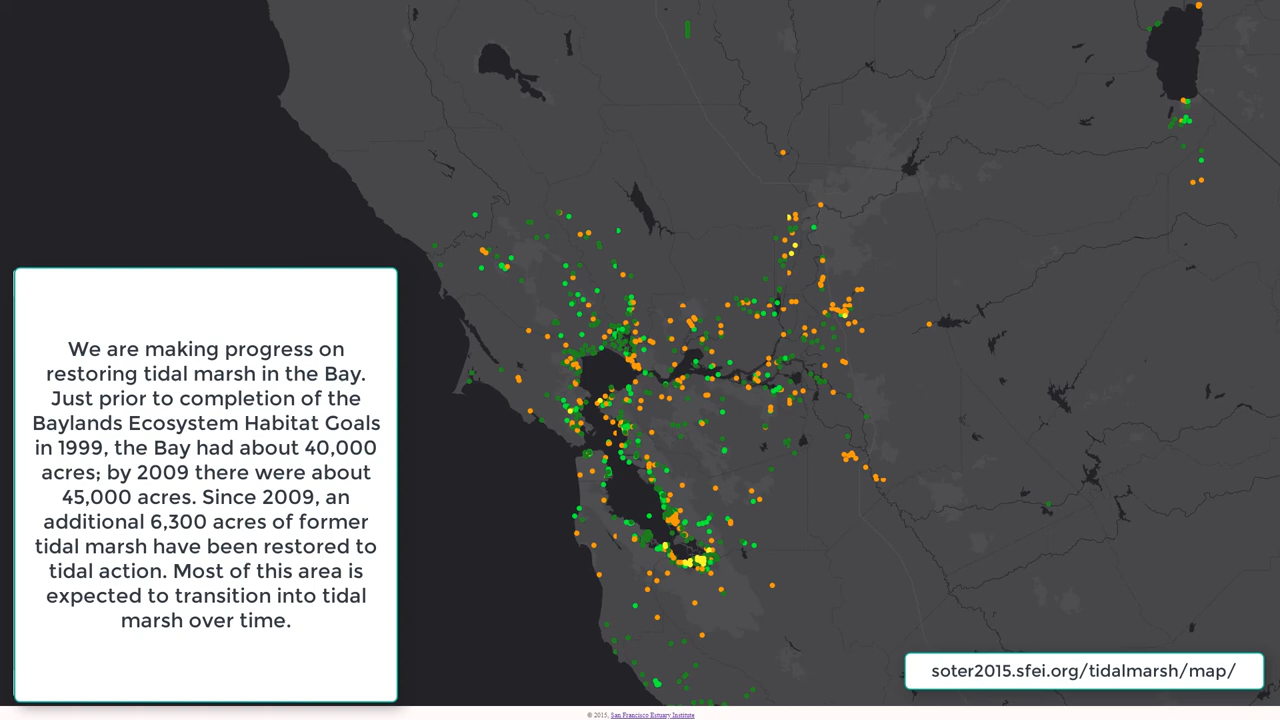 We are making progress on
restoring tidal marsh in the Bay.
Just prior to completion of the
Baylands Ecosystem Habitat Goals
in 1999, the Bay had about 40,000
acres; by 2009 there were about
45,000 acres. Since 2009, an
additional 6,300 acres of former
tidal marsh have been restored to
tidal action. Most of this area is
expected to transition into tidal
marsh over time.
soter2015.sfei.org/tidalmarsh/map/
© 2015, San Francisco Estuary Institute